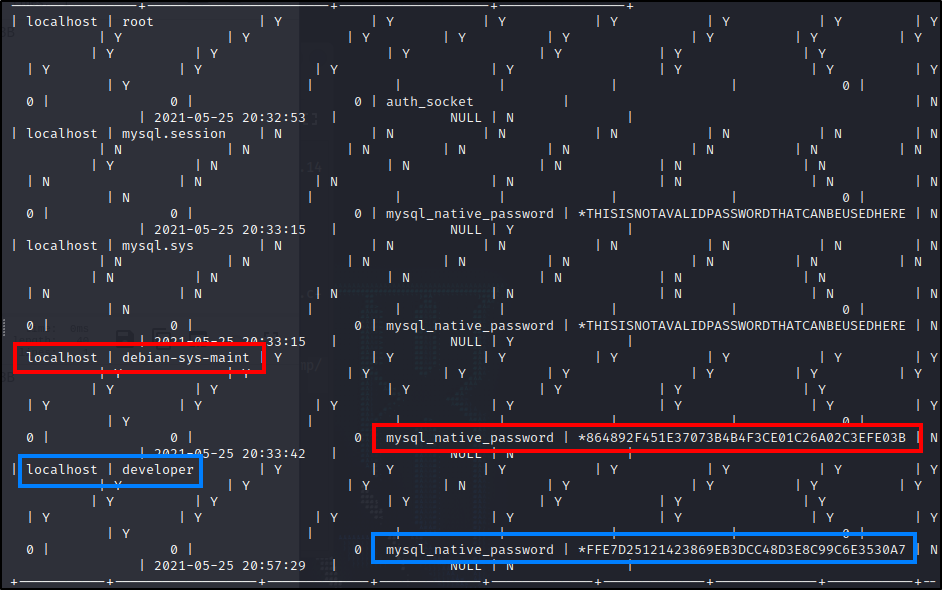 | localhost | root | Y | Y | Y | Y | Y | Y | Y
| Y | Y | Y | Y | Y | Y | Y | Y
| Y | Y | Y | Y | Y | Y
| Y | Y | Y | Y | Y | Y | Y
| Y | | | | | 0 |
0 | 0 | 0 | auth_socket | | N
| 2021-05-25 20:32:53 | NULL | N |
| localhost | mysql.session | N | N | N | N | N | N | N
| N | N | N | N | N | N | N | N
| Y | N | N | N | N | N
| N | N | N | N | N | N | N
| N | | | | | 0 |
0 | 0 | 0 | mysql_native_password | *THISISNOTAVALIDPASSWORDTHATCANBEUSEDHERE | N
| 2021-05-25 20:33:15 | NULL | Y |
| localhost | mysql.sys | N | N | N | N | N | N | N
| N | N | N | N | N | N | N | N
| N | N | N | N | N | N
| N | N | N | N | N | N | N
| N | | | | | 0 |
0 | 0 | 0 | mysql_native_password | *THISISNOTAVALIDPASSWORDTHATCANBEUSEDHERE | N
| 2021-05-25 20:33:15 | NULL | Y |
localhost | debian-sys-maint | Y | Y | Y | Y | Y | Y | Y
| Y | Y | Y | Y | Y | Y | Y | Y
| Y | Y | Y | Y | Y | Y
| Y | Y | Y | Y | Y | Y | Y
| Y | | | | | 0 |
0 | 0 | 0 | mysql_native_password | *864892F451E37073B4B4F3CE01C26A02C3EFE03B | N
| 2021-05-25 20:33:42 | NULL | N |
| localhost | developer | Y | Y | Y | Y | Y | Y | Y
| Y | Y | Y | N | Y | Y | Y | Y
| Y | Y | Y | Y | Y | Y
| Y | Y | Y | Y | Y | Y | Y
| Y | | | | | 0 |
0 | 0 | 0 | mysql_native_password | *FFE7D25121423869EB3DCC48D3E8C99C6E3530A7 | N
| 2021-05-25 20:57:29 | NULL | N |